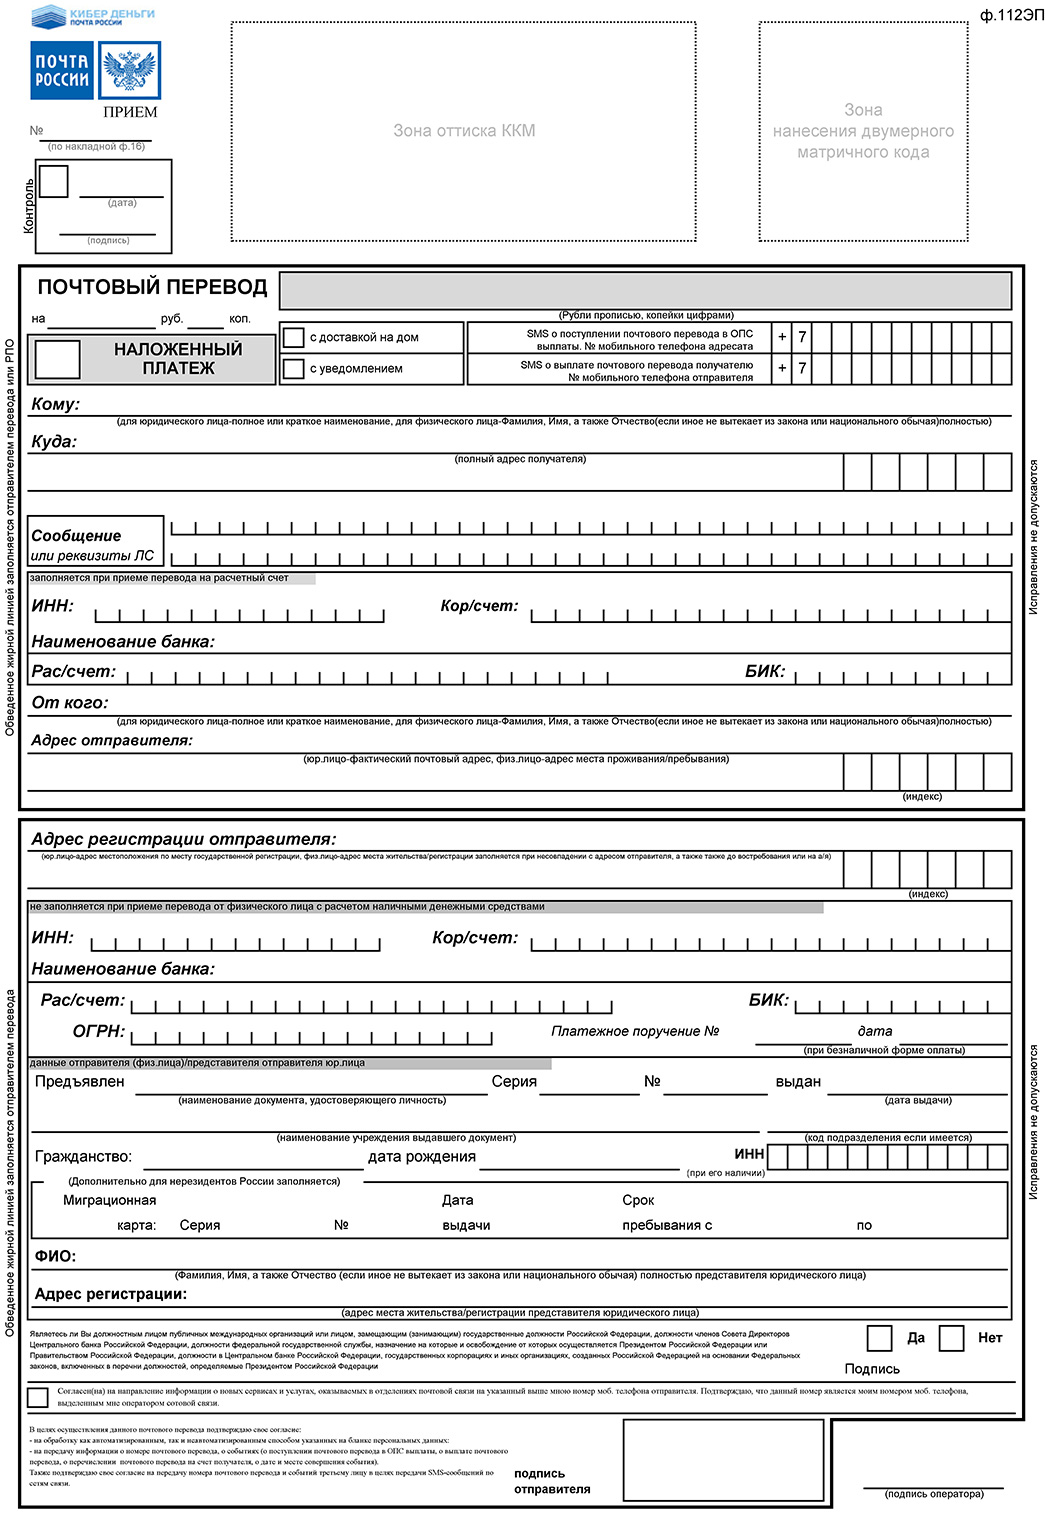 КИБЕР ДЕНЬГИ
ПОЧТА РОССИИ
ф.112ЭП
ПОЧТА
РОССИИ
ПРИЕМ
№
(по накладной ф.16)
Контроль
(дата)
(подпись)
Зона оттиска ККМ
Зона
нанесения двумерного
матричного кода
Обведенное жирной линией заполняется отправителем перевода или РПО
Исправления не допускаются
ПОЧТОВЫЙ ПЕРЕВОД
(Рубли прописью, копейки цифрами)
на руб. коп.
НАЛОЖЕННЫЙ
ПЛАТЕЖ
с доставкой на дом
SMS о поступлении почтового перевода в ОПС
выплаты. № мобильного телефона адресата
+ 7
с уведомлением
SMS о выплате почтового перевода получателю
№ мобильного телефона отправителя
+ 7
Кому:
(для юридического лица-полное или краткое наименование, для физического лица-Фамилия, Имя, а также Отчество(если иное не вытекает из закона или национального обычая)полностью)
Куда:
(полный адрес получателя)
Сообщение
или реквизиты ЛС
заполняется при приеме перевода на расчетный счет
ИНН: Кор/счет:
Наименование банка:
Рас/счет: БИК:
От кого:
(для юридического лица-полное или краткое наименование, для физического лица-Фамилия, Имя, а также Отчество(если иное не вытекает из закона или национального обычая)полностью)
Адрес отправителя:
(юр.лицо-фактический почтовый адрес, физ.лицо-адрес места проживания/пребывания)
(индекс)
Обведенное жирной линией заполняется отправителем перевода
Исправления не допускаются
Адрес регистрации отправителя:
(юр.лицо-адрес местоположения по месту государственной регистрации, физ.лицо-адрес места жительства/регистрации заполняется при несовпадении с адресом отправителя, а также также до востребования или на а/я)
(индекс)
не заполняется при приеме перевода от физического лица с расчетом наличными денежными средствами
ИНН: Кор/счет:
Наименование банка:
Рас/счет: БИК:
ОГРН: Платежное поручение № дата
(при безналичной форме оплаты)
данные отправителя (физ.лица)/представителя отправителя юр.лица
Предъявлен Серия № выдан
(наименование документа, удостоверяющего личность) (дата выдачи)
(наименование учреждения выдавшего документ) (код подразделения если имеется)
Гражданство: дата рождения ИНН
(при его наличии)
(Дополнительно для нерезидентов России заполняется)
Миграционная Дата Срок
карта: Серия № выдачи пребывания с по
ФИО:
(Фамилия, Имя, а также Отчество (если иное не вытекает из закона или национального обычая) полностью представителя юридического лица)
Адрес регистрации:
(адрес места жительства/регистрации представителя юридического лица)
Являетесь ли Вы должностным лицом публичных международных организаций или лицом, замещающим (занимающим) государственные должности Российской Федерации, должности членов Совета Директоров
Центрального банка Российской Федерации, должности федеральной государственной службы, назначение на которые и освобождение от которых осуществляется Президентом Российской Федерации или
Правительством Российской Федерации, должности в Центральном банке Российской Федерации, государственных корпорациях и иных организациях, созданных Российской Федерацией на основании Федеральных
законов, включенных в перечни должностей, определяемые Президентом Российской Федерации
Да Нет
Подпись
Согласен(на) на направление информации о новых сервисах и услугах, оказываемых в отделениях почтовой связи на указанный выше мною номер моб. телефона отправителя. Подтверждаю, что данный номер является моим номером моб. телефона,
выделенным мне оператором сотовой связи.
В целях осуществления данного почтового перевода подтверждаю свое согласие:
- на обработку как автоматизированным, так и неавтоматизированным способом указанных на бланке персональных данных:
- на передачу информации о номере почтового перевода, о событиях (о поступлении почтового перевода в ОПС выплаты, о выплате почтового
перевода, о перечислении почтового перевода на счет получателя, о дате и месте совершения события).
Также подтверждаю свое согласие на передачу номера почтового перевода и событий третьему лицу в целях передачи SMS-сообщений по
сетям связи.
подпись
отправителя
(подпись оператора)